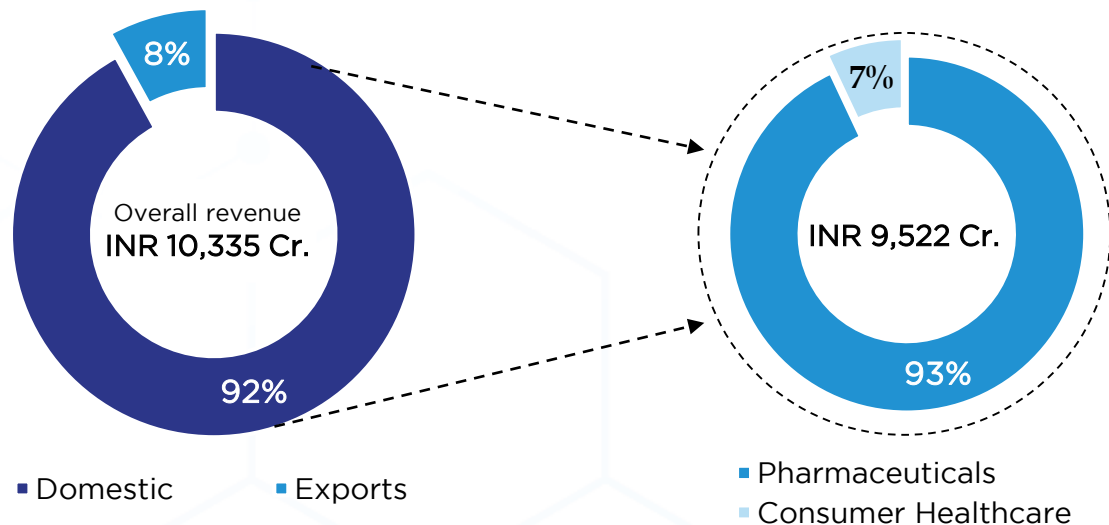 8%
Overall revenue
INR 10,335 Cr.
92%
Domestic
Exports
7%
INR 9,522 Cr.
93%
Pharmaceuticals
Consumer Healthcare